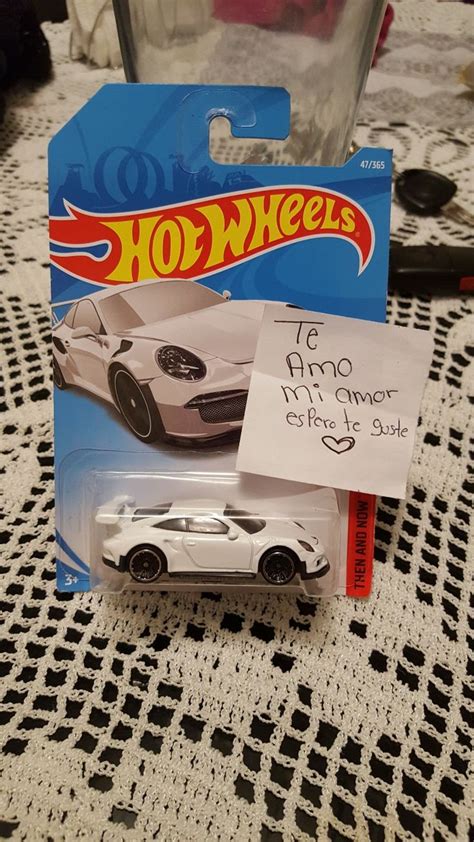 47/365
HOT WHEELS
Te
Amo
mi amor
espero te guste
THEN AND NOW
3+